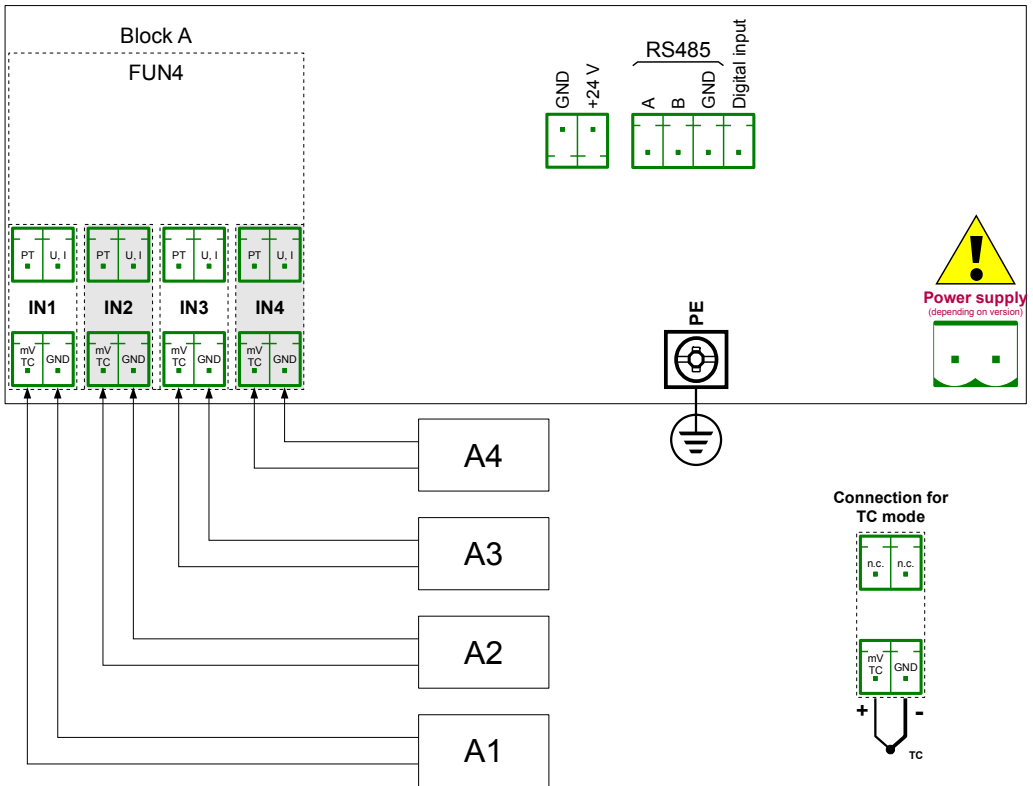 Block A
FUN4
GND
+24 V
RS485
A
B
GND
Digital input
PT
U, I
PT
U, I
PT
U, I
PT
U, I
IN1
IN2
IN3
IN4
mV
TC
GND
mV
TC
GND
mV
TC
GND
mV
TC
GND
Power supply
(depending on version)
PE
A4
A3
A2
A1
Connection for
TC mode
n.c.
n.c.
mV
TC
GND
+
-
TC